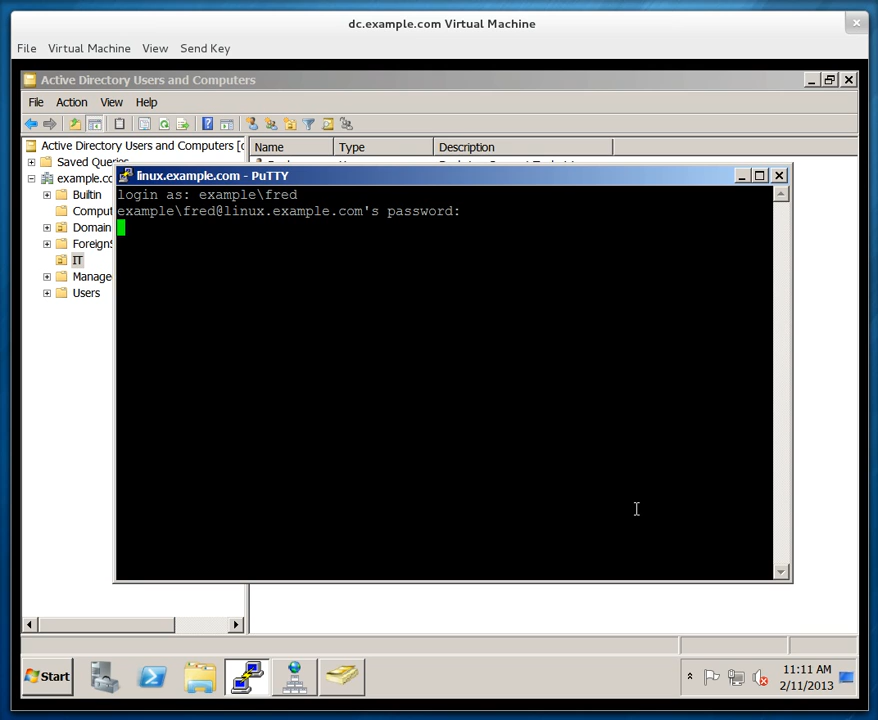 dc.example.com Virtual Machine
File Virtual Machine View Send Key
Active Directory Users and Computers
File Action View Help
Active Directory Users and Computers [
Name Type Description
Saved Queries
example.co
linux.example.com - PuTTY
Builtin
login as: example\fred
Comput
example\fred@linux.example.com's password:
Domain
ForeignS
IT
Manage
Users
Start
11:11 AM
2/11/2013